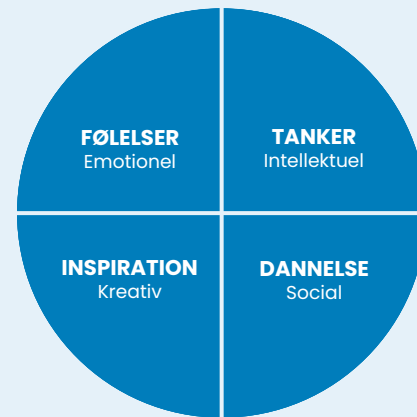 FØLELSER
Emotionel
TANKER
Intellektuel
INSPIRATION
Kreativ
DANNELSE
Social